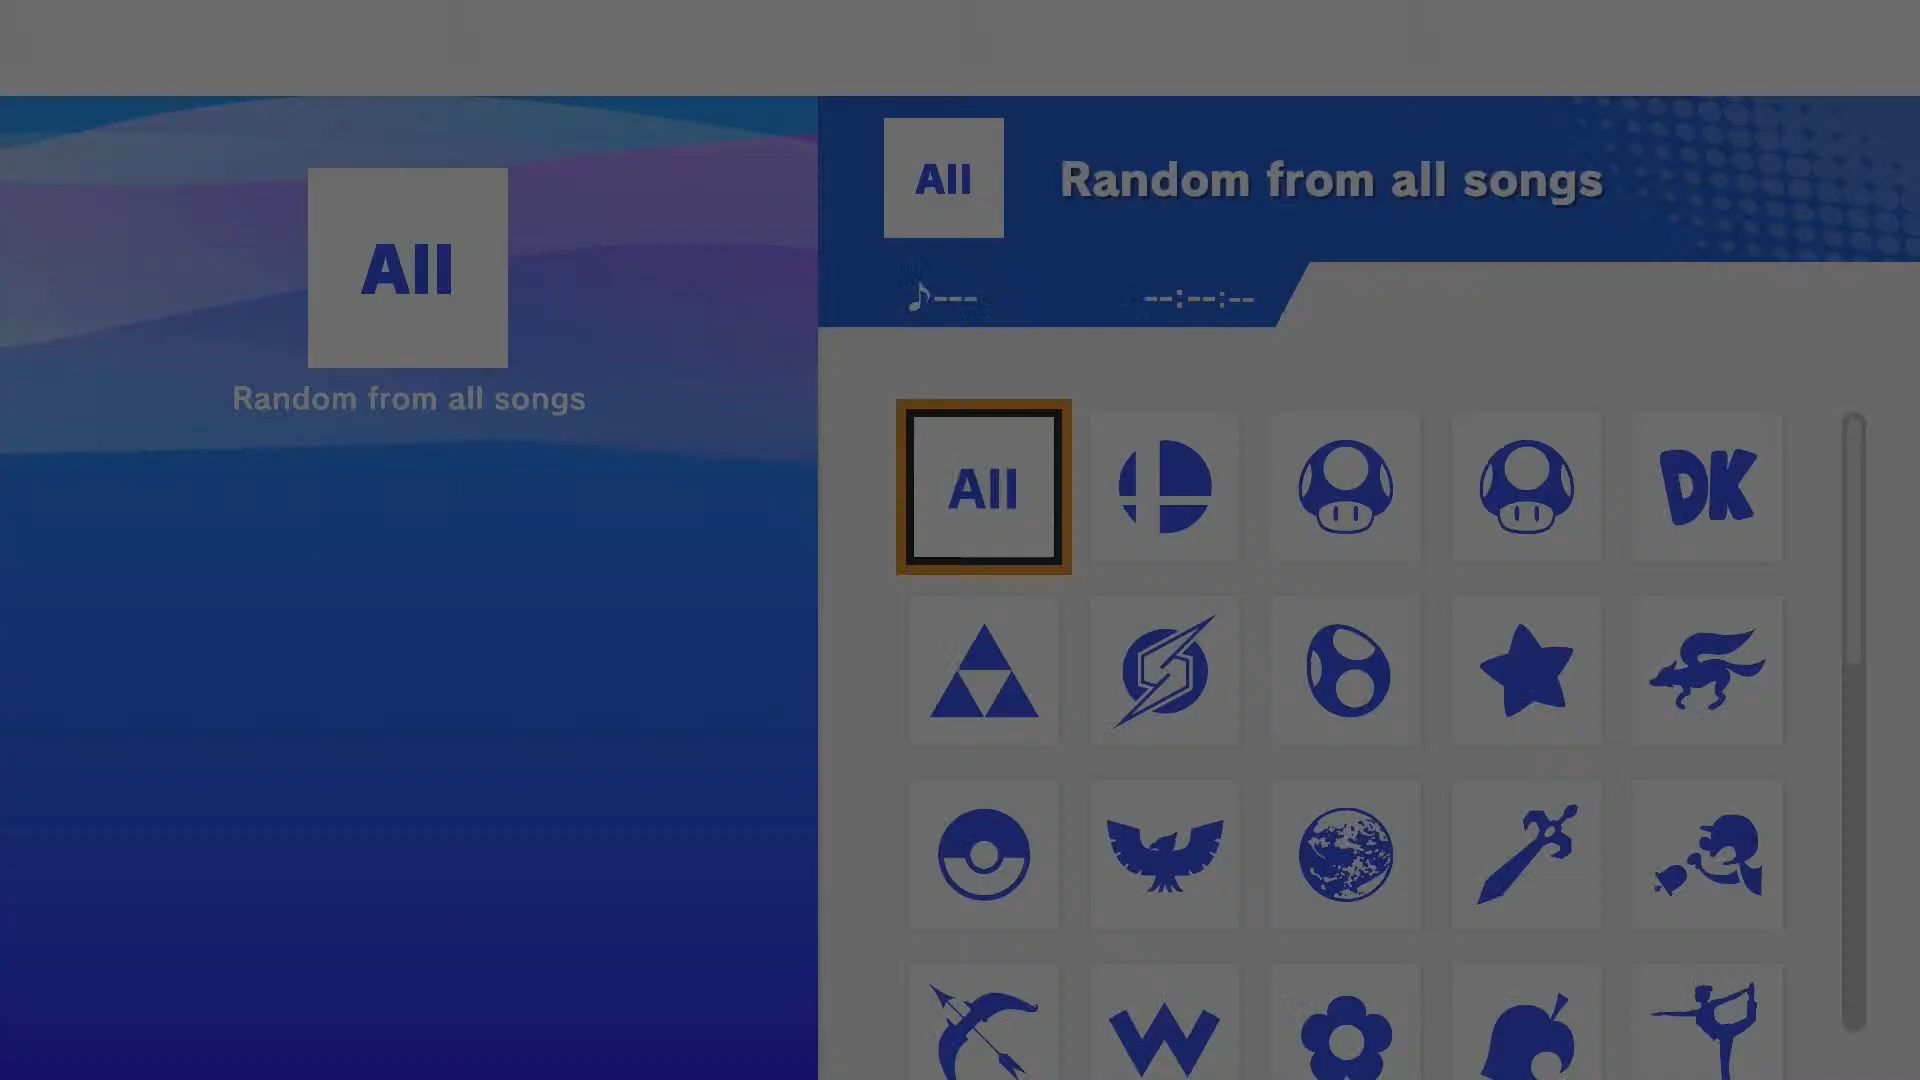 All
Random from all songs
All
Random from all songs
♪---
--:--:--
All
DK